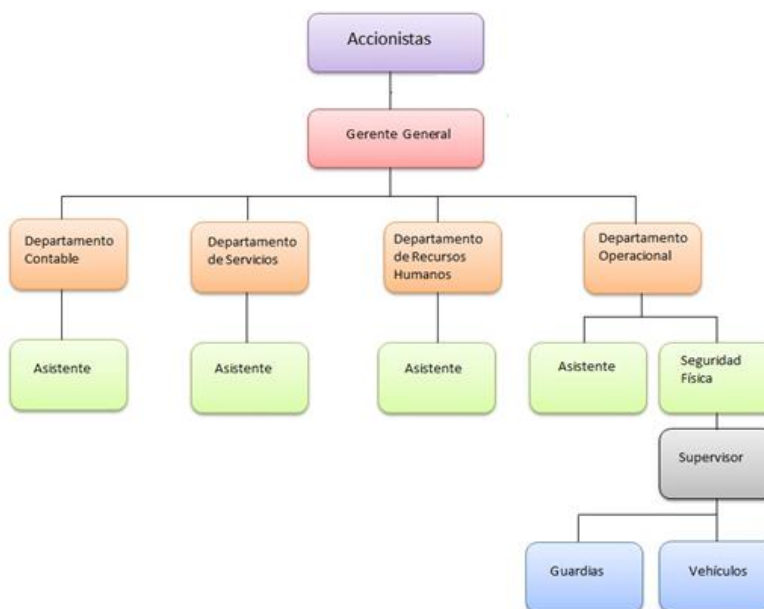 Accionistas
Gerente General
Departamento
Contable
Departamento
de Servicios
Departamento
de Recursos
Humanos
Departamento
Operacional
Asistente
Asistente
Asistente
Asistente
Seguridad
Física
Supervisor
Guardias
Vehículos